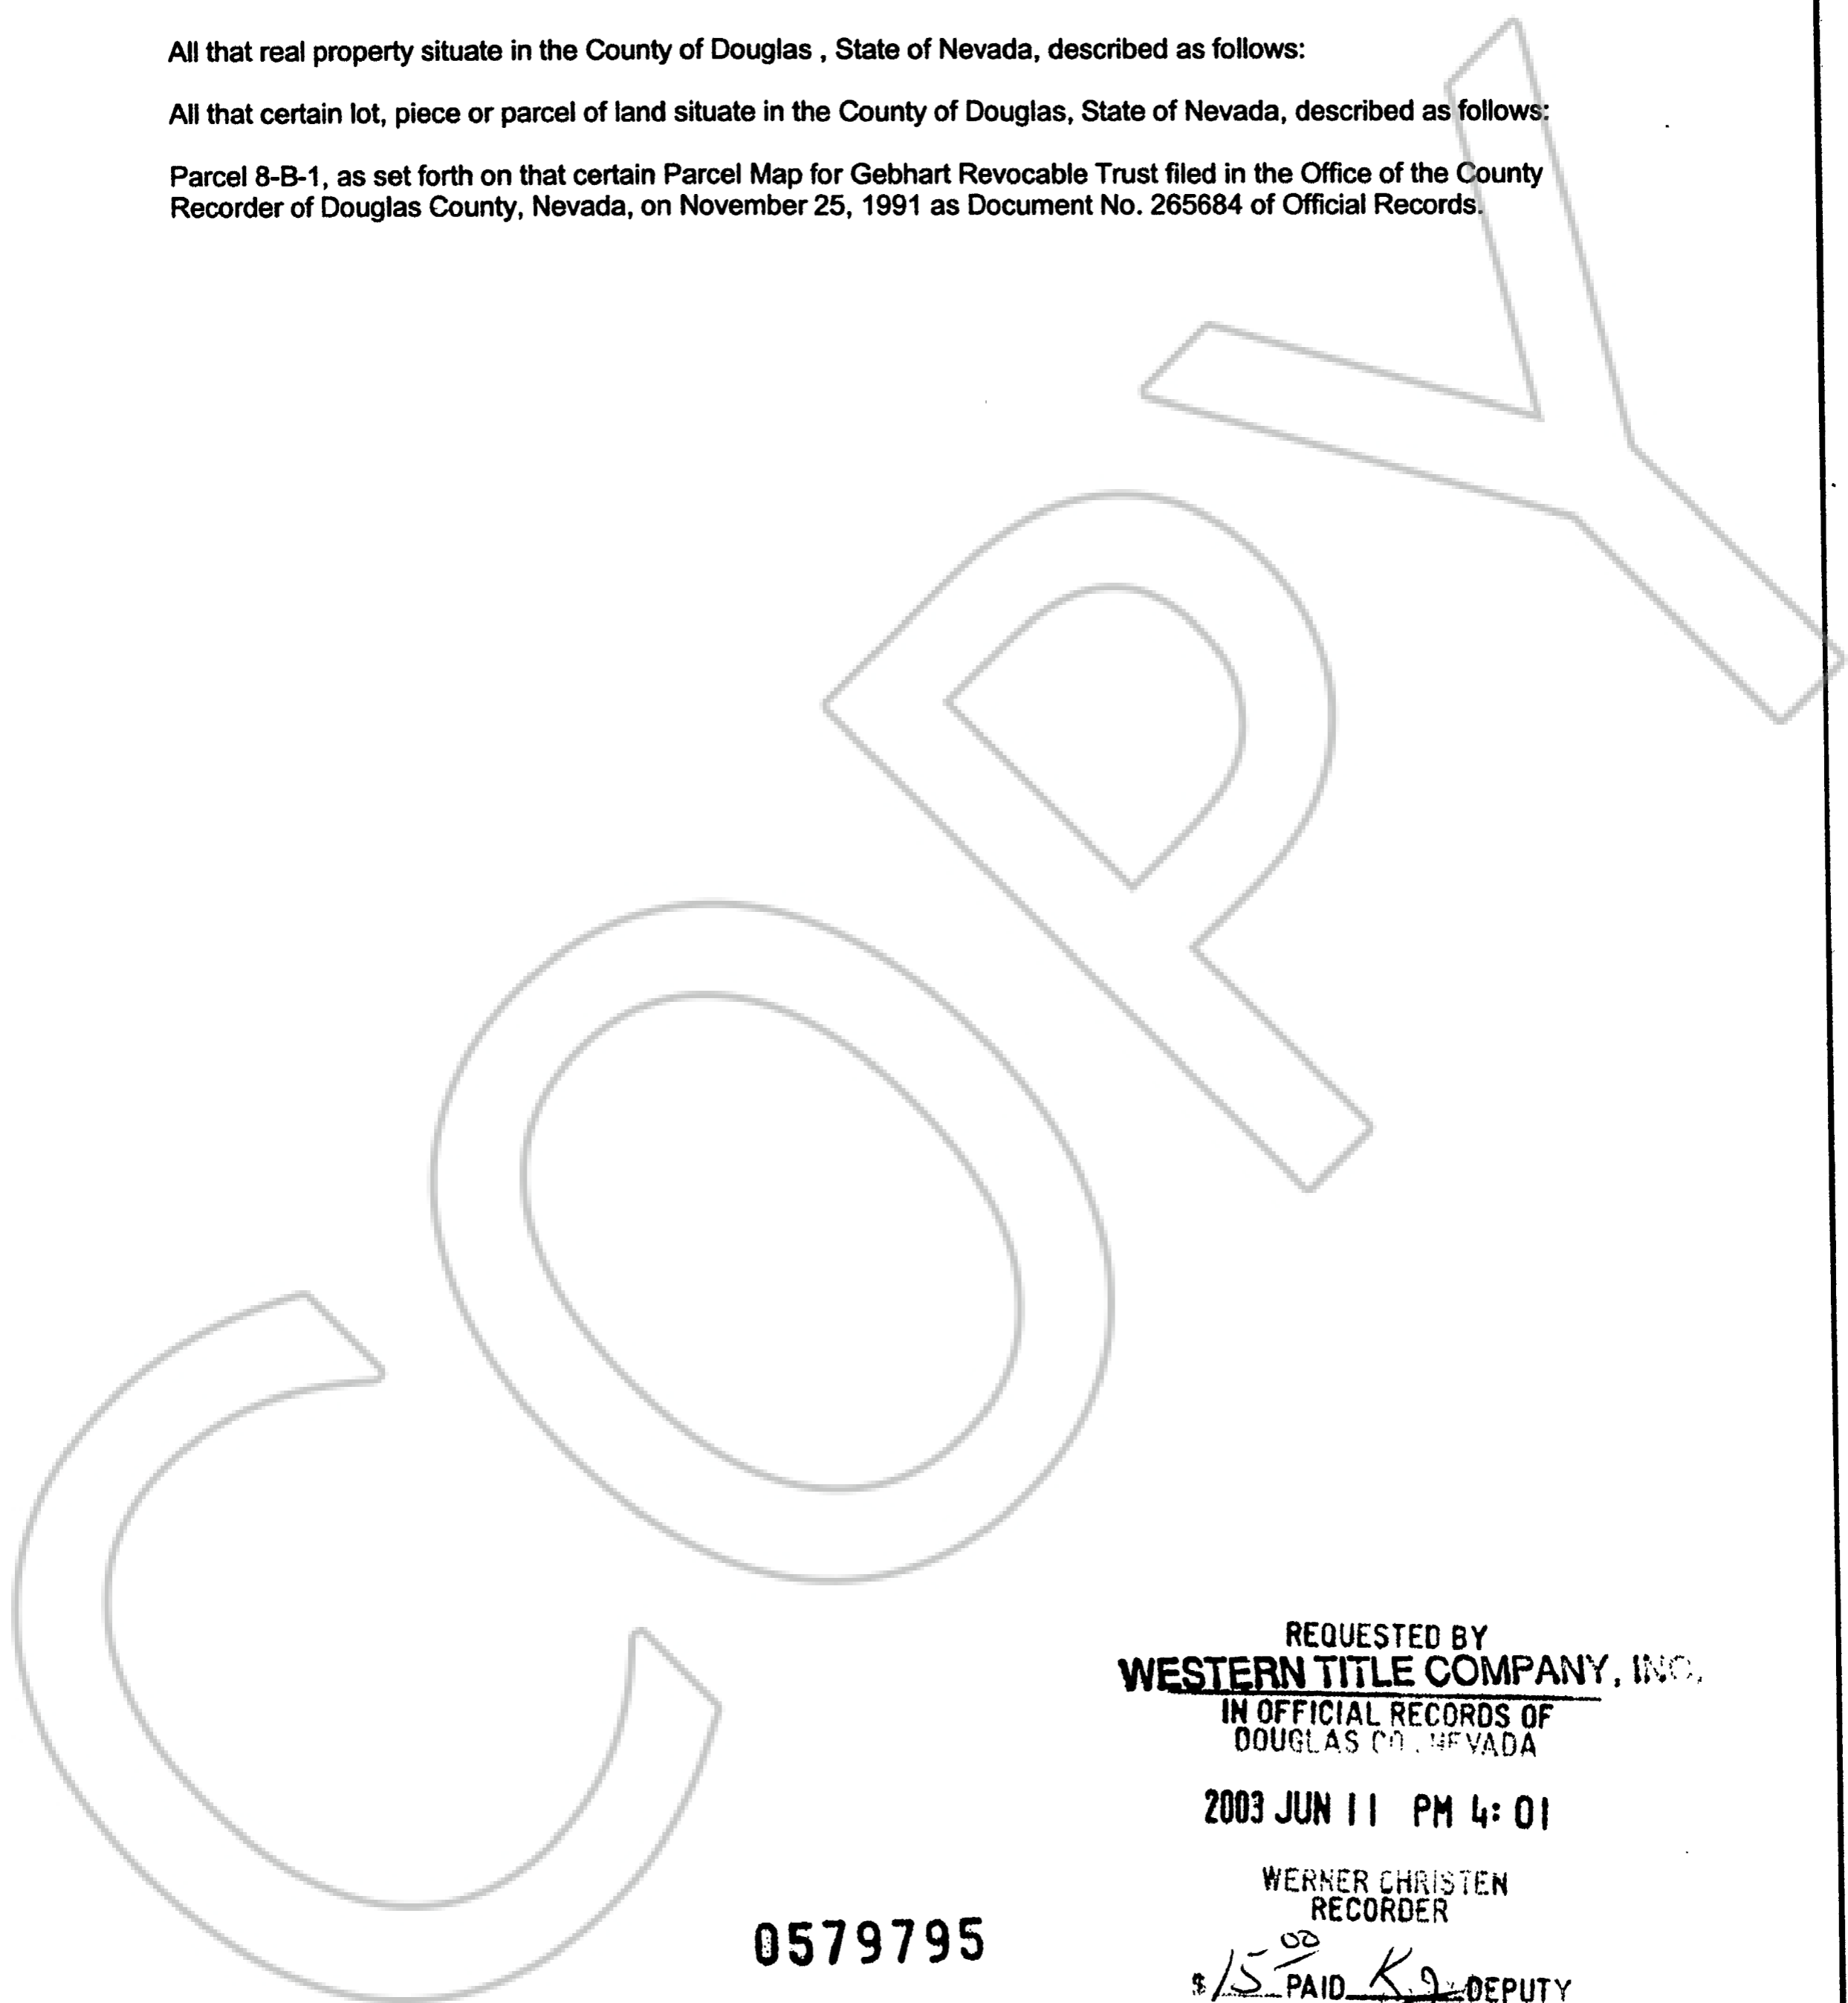 All that real property situate in the County of Douglas , State of Nevada, described as follows:
All that certain lot, piece or parcel of land situate in the County of Douglas, State of Nevada, described as follows:
Parcel 8-B-1, as set forth on that certain Parcel Map for Gebhart Revocable Trust filed in the Office of the County
Recorder of Douglas County, Nevada, on November 25, 1991 as Document No. 265684 of Official Records.
COPY
REQUESTED BY
WESTERN TITLE COMPANY, INC.
IN OFFICIAL RECORDS OF
DOUGLAS CO., NEVADA
2003 JUN 11 PM 4:01
WERNER CHRISTEN
RECORDER
0579795
$15.00 PAID DEPUTY